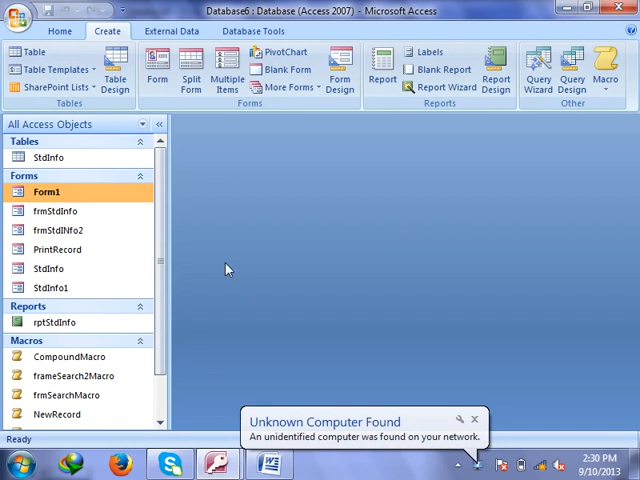 Database6 : Database (Access 2007) - Microsoft Access
Home Create External Data Database Tools
Table
Table Templates
SharePoint Lists
Table Design
Tables
Form
Split Form
Multiple Items
PivotChart
Blank Form
More Forms
Form Design
Forms
Report
Labels
Blank Report
Report Wizard
Report Design
Reports
Query Wizard
Query Design
Macro
Other
All Access Objects
Tables
StdInfo
Forms
Form1
frmStdInfo
frmStdINfo2
PrintRecord
StdInfo
StdInfo1
Reports
rptStdInfo
Macros
CompoundMacro
frameSearch2Macro
frmSearchMacro
NewRecord
Unknown Computer Found
An unidentified computer was found on your network.
Ready
2:30 PM
9/10/2013